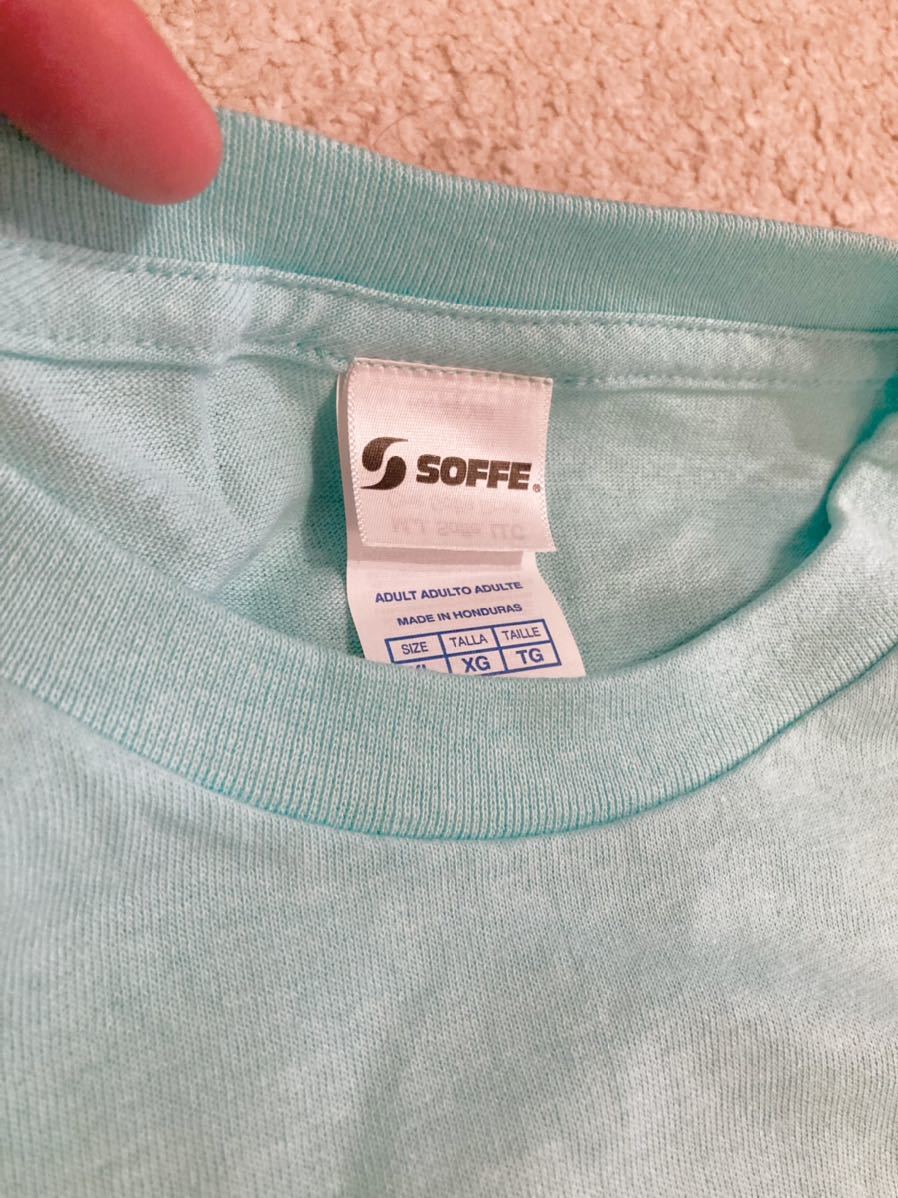 SOFFE®
ADULT ADULTO ADULTE
MADE IN HONDURAS
SIZE TALLA TAILLE
XG TG